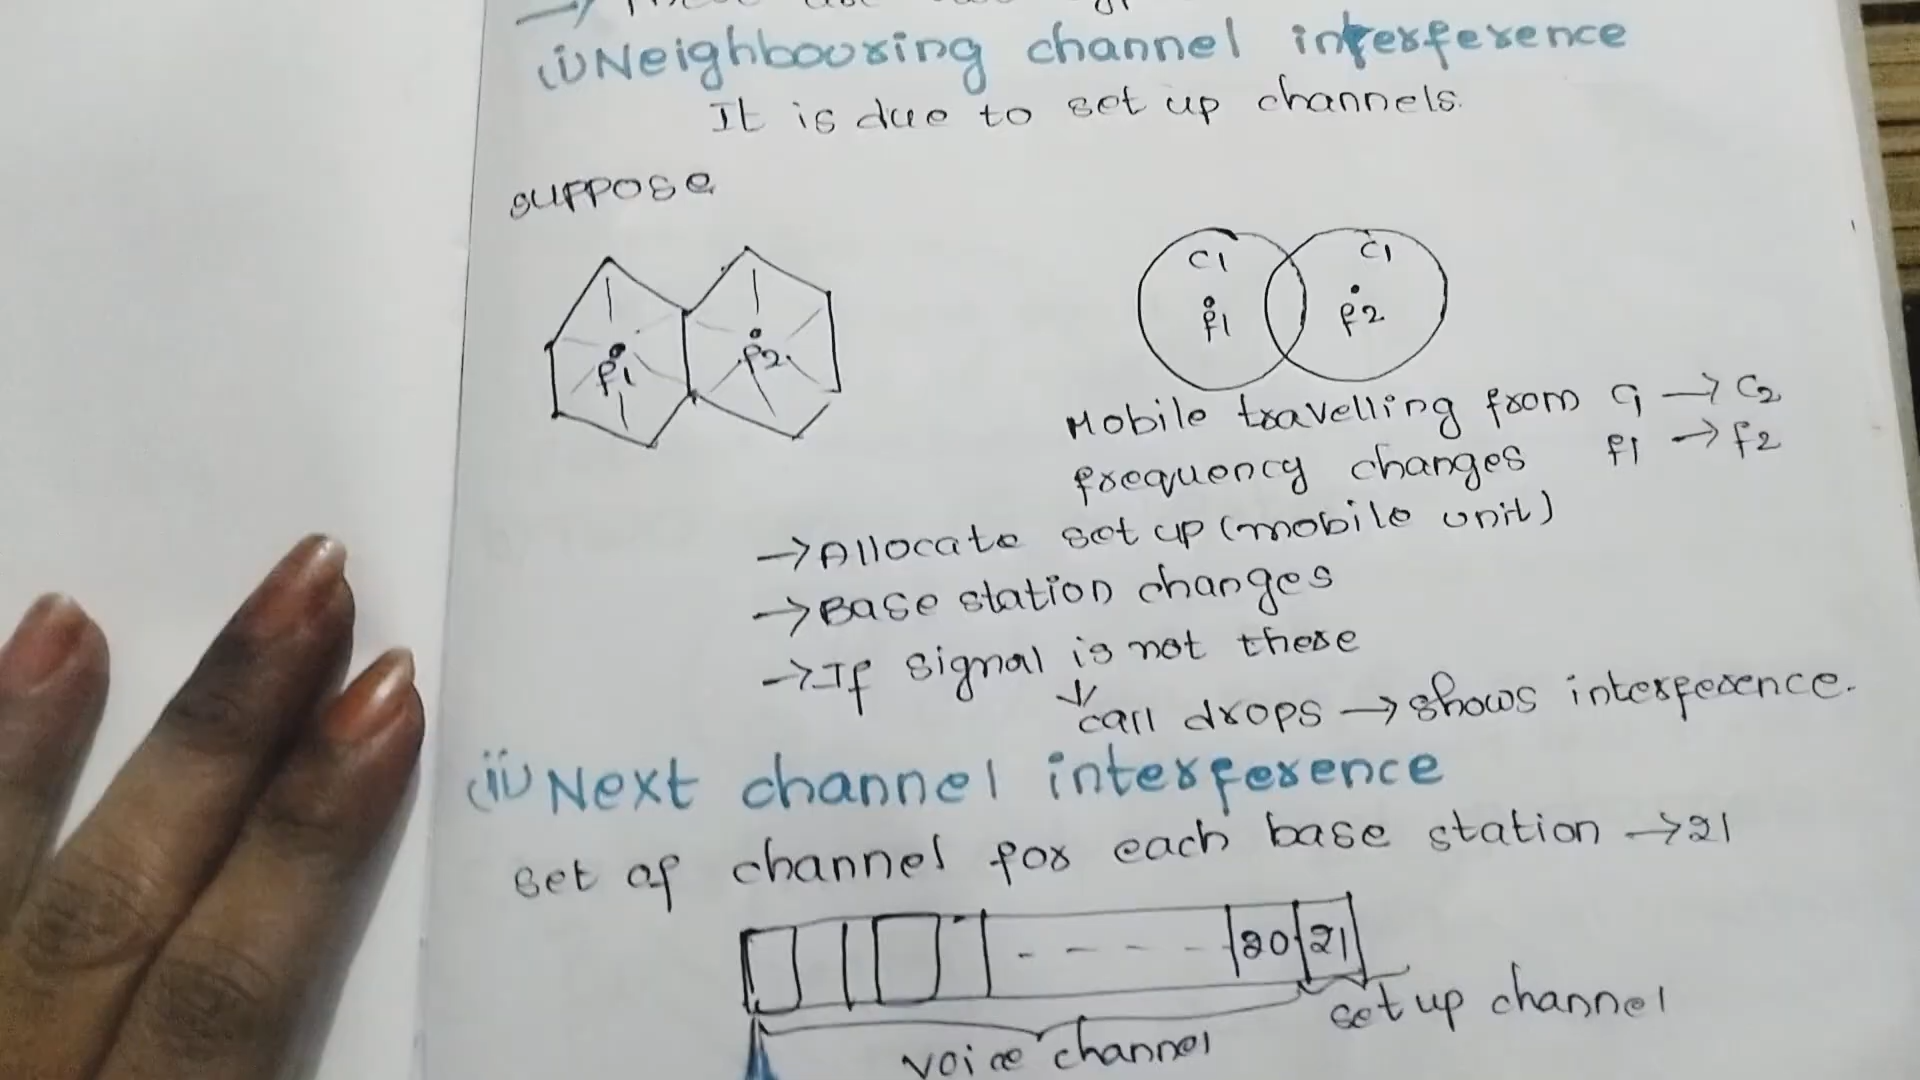 (i) Neighbouring channel interference
It is due to set up channels.
suppose
C1 C1
f1 f2
f1 f2
Mobile travelling from C1 → C2
frequency changes f1 → f2
→ Allocate set up (mobile unit)
→ Base station changes
→ If signal is not there
↓
call drops → shows interference.
(ii) Next channel interference
set of channel for each base station → 21
- - - - 20 21
set up channel
voice channel